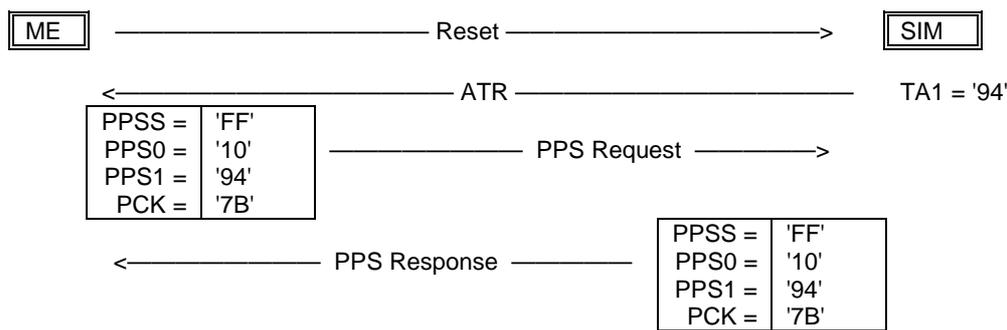 ME Reset SIM
ATR TA1 = '94'
PPSS = 'FF'
PPS0 = '10' PPS Request
PPS1 = '94'
PCK = '7B'
PPSS = 'FF'
PPS Response PPS0 = '10'
PPS1 = '94'
PCK = '7B'